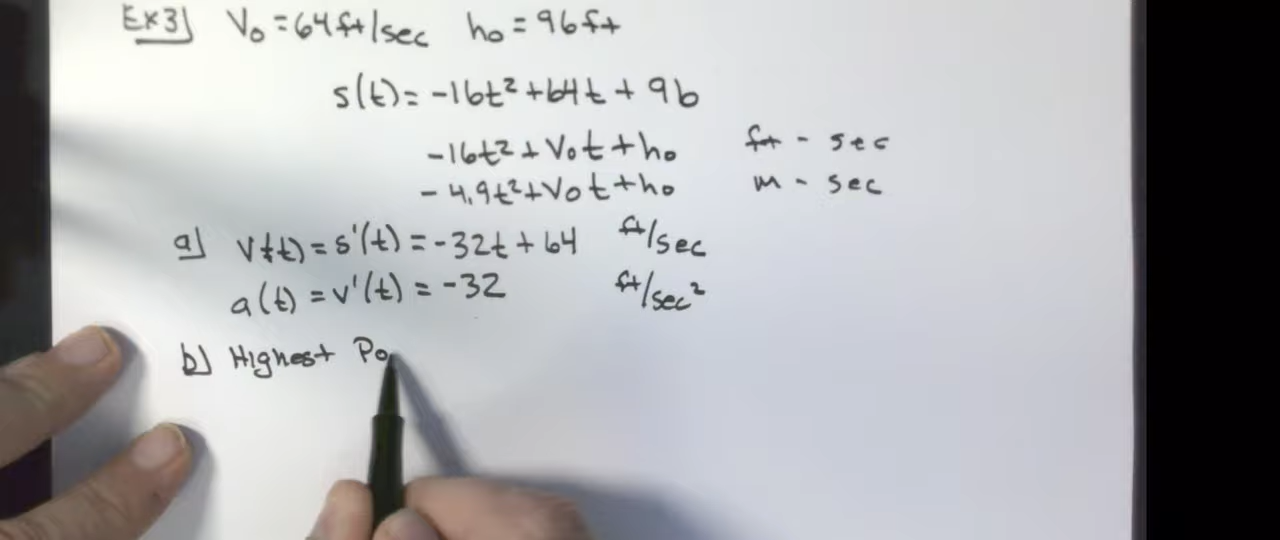 Ex3) V₀ = 64 ft/sec h₀ = 96 ft
s(t) = -16t² + 64t + 96
-16t² + V₀t + h₀ ft - sec
-4.9t² + V₀t + h₀ m - sec
a) V(t) = s'(t) = -32t + 64 ft/sec
a(t) = v'(t) = -32 ft/sec²
b) Highest Po